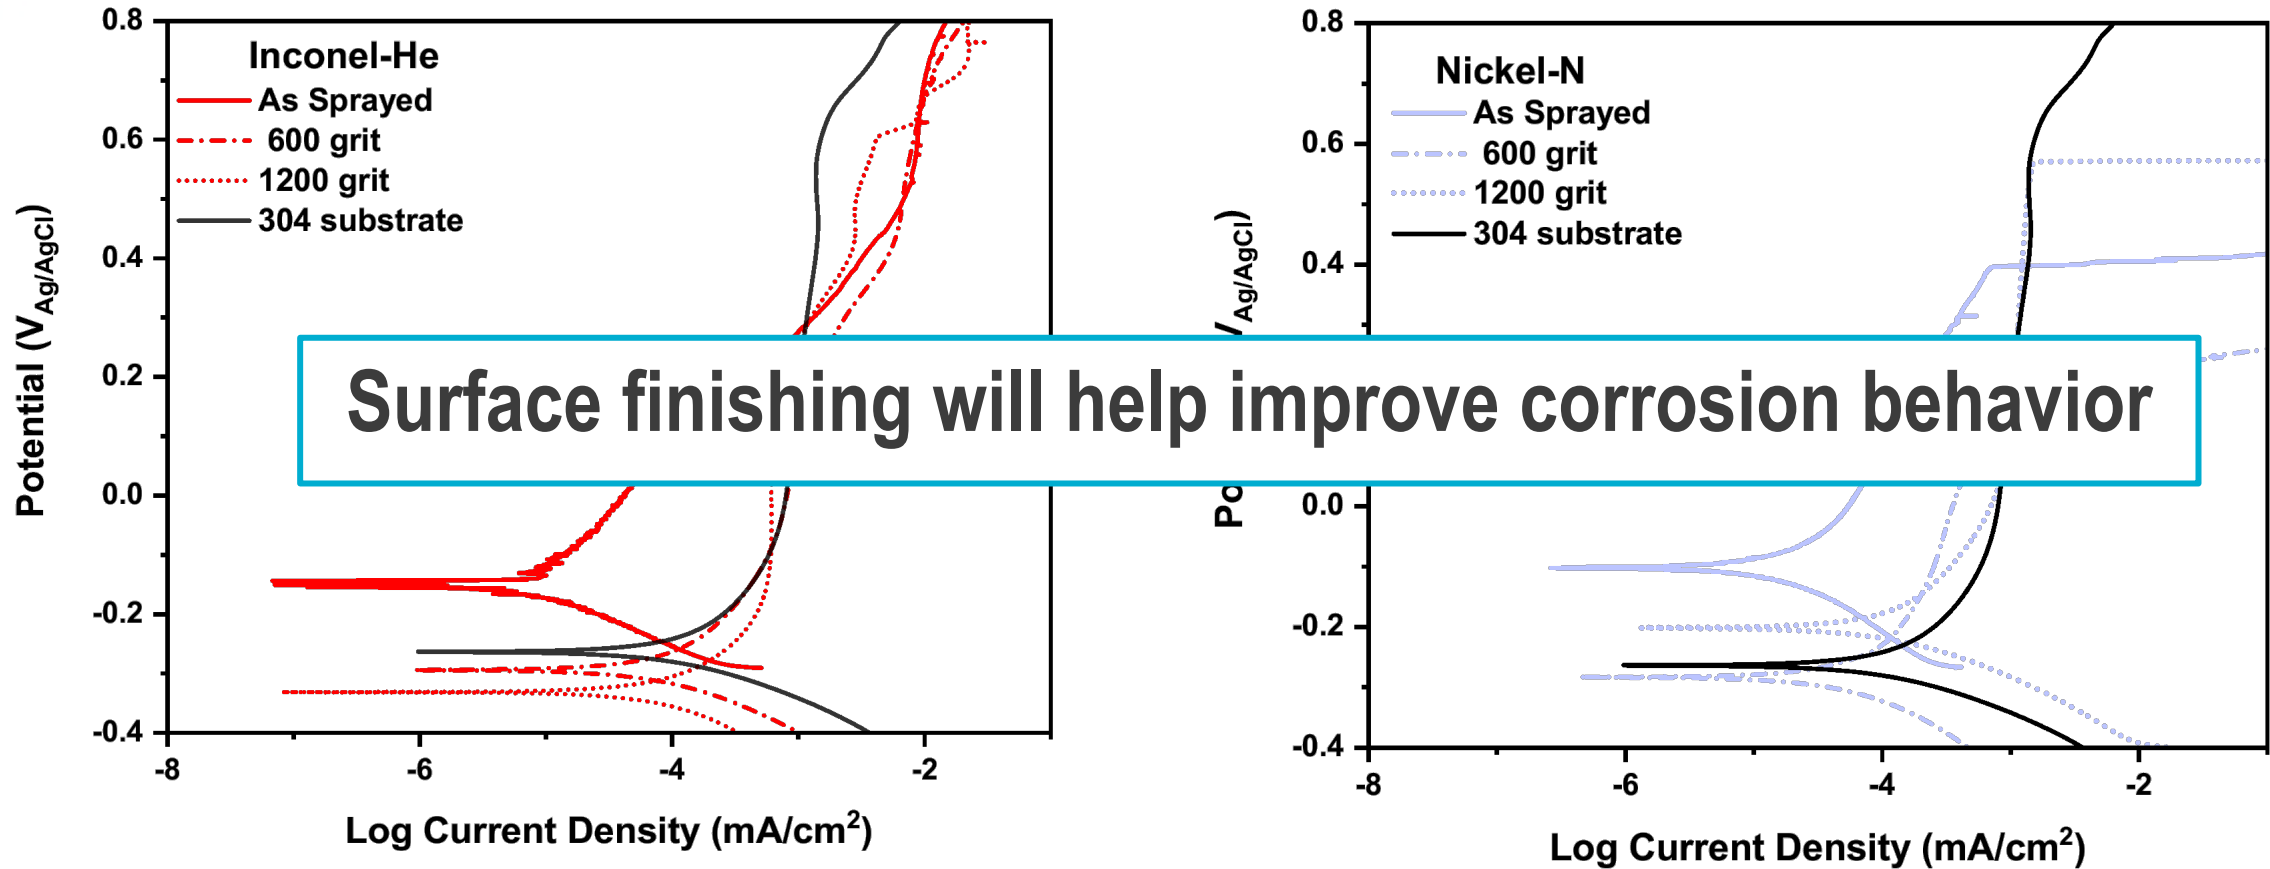 Inconel-He
As Sprayed
600 grit
1200 grit
304 substrate
0.8
0.6
0.4
0.2
0.0
-0.2
-0.4
-8
-6
-4
-2
Potential (V_Ag/AgCl)
Log Current Density (mA/cm²)
Surface finishing will help improve corrosion behavior
Nickel-N
As Sprayed
600 grit
1200 grit
304 substrate
0.8
0.6
0.4
0.0
-0.2
-0.4
-8
-6
-4
-2
Ag/AgCl)
Log Current Density (mA/cm²)